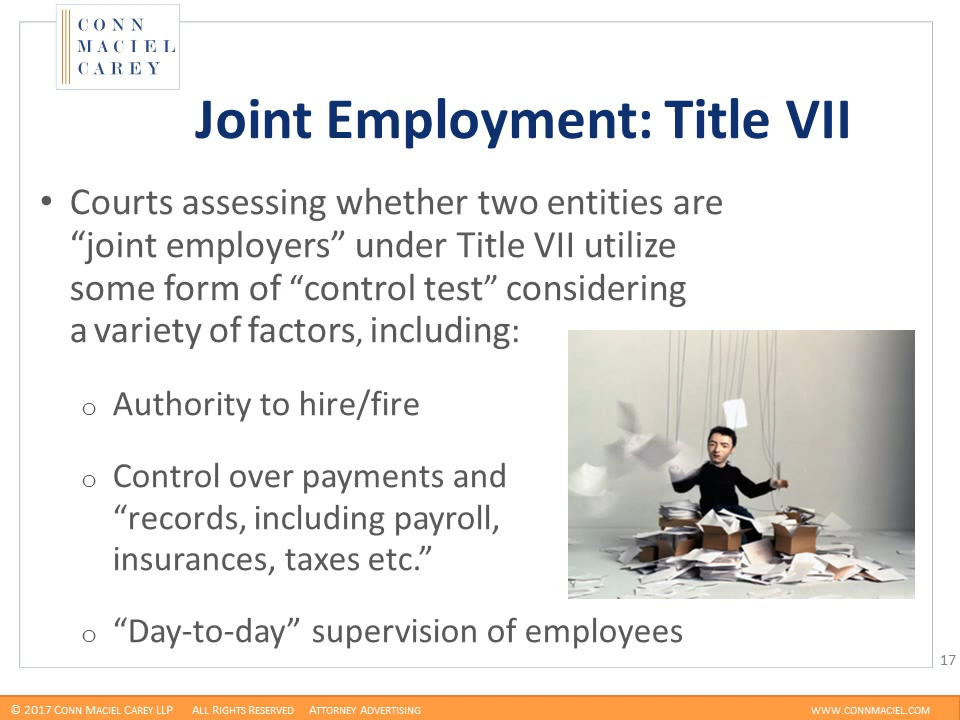 CONN
MACIEL
CAREY
Joint Employment: Title VII
• Courts assessing whether two entities are
“joint employers” under Title VII utilize
some form of “control test” considering
a variety of factors, including:
o Authority to hire/fire
o Control over payments and
“records, including payroll,
insurances, taxes etc.”
o “Day-to-day” supervision of employees
17
© 2017 CONN MACIEL CAREY LLP ALL RIGHTS RESERVED ATTORNEY ADVERTISING WWW.CONNMACIEL.COM